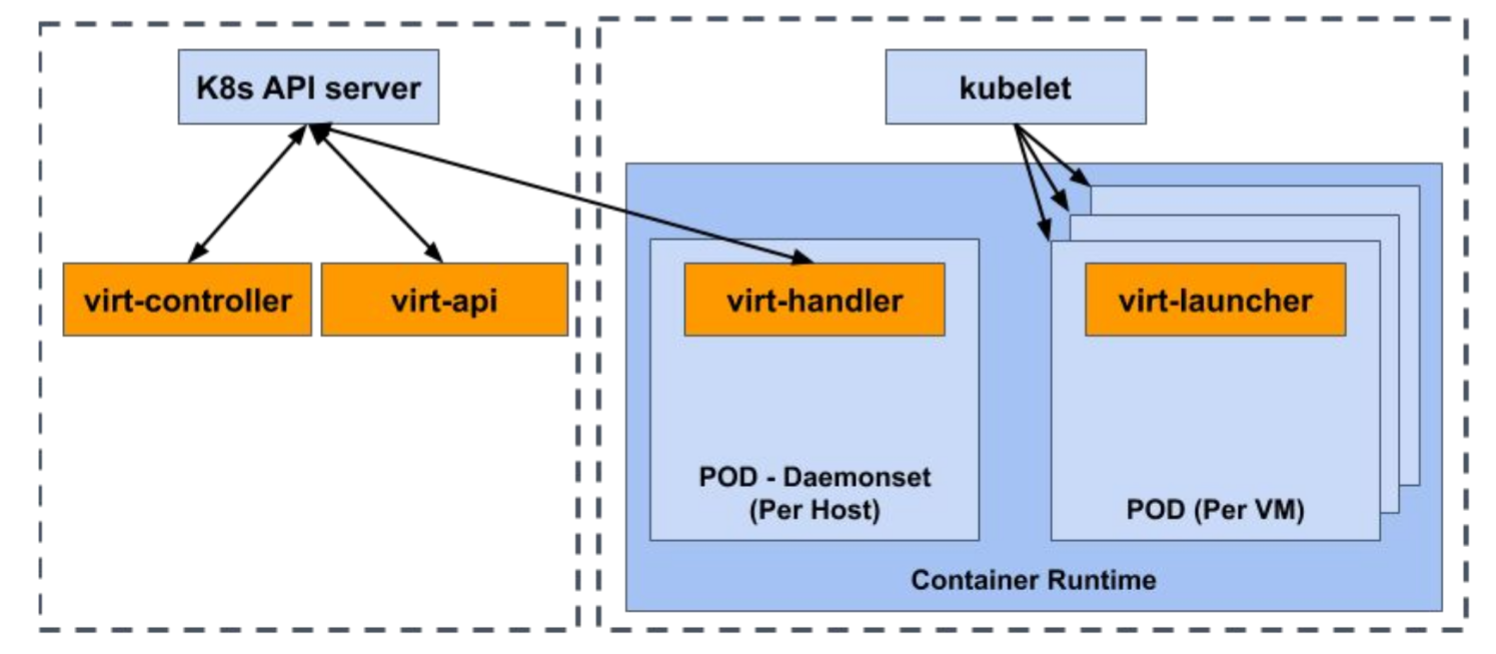 K8s API server
kubelet
virt-controller
virt-api
virt-handler
virt-launcher
POD - Daemonset
(Per Host)
POD (Per VM)
Container Runtime